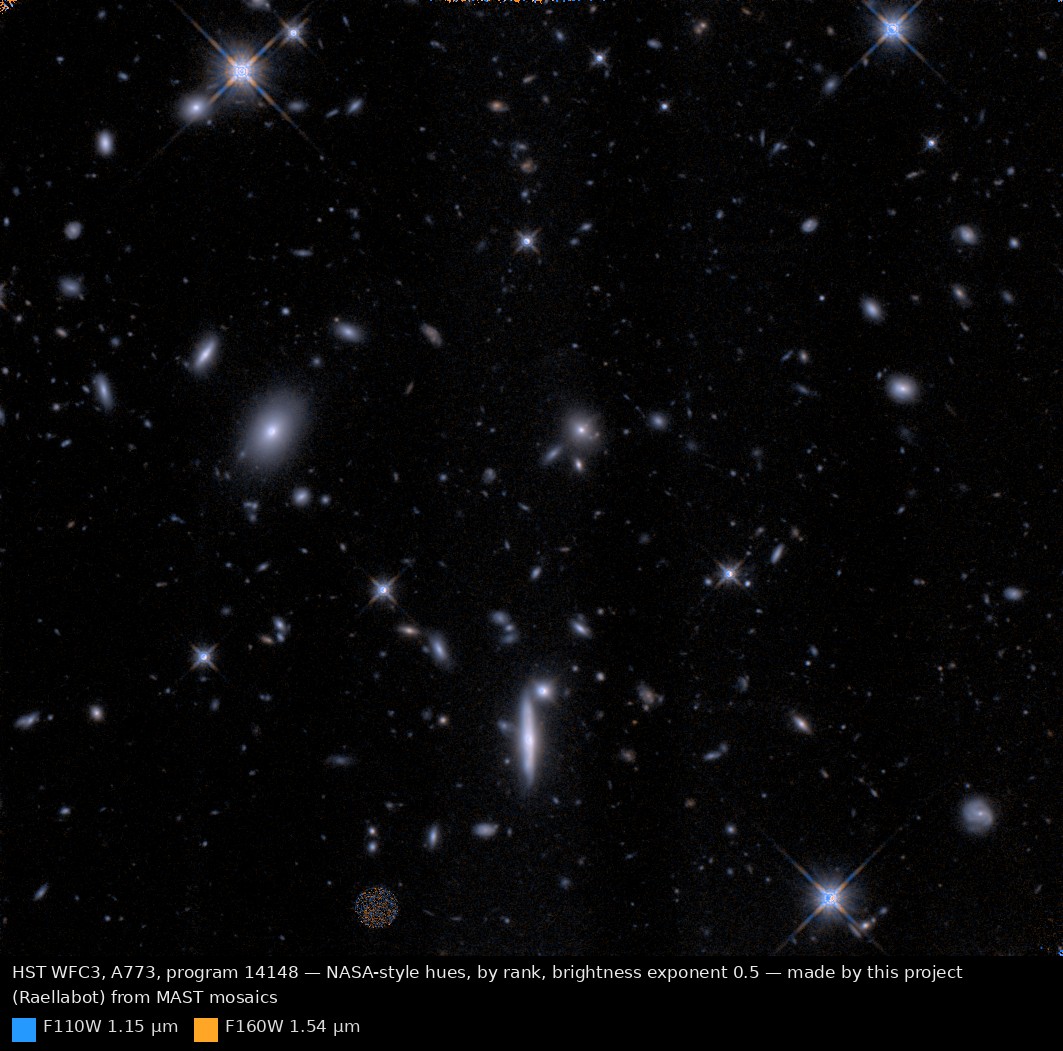 HST WFC3, A773, program 14148 — NASA-style hues, by rank, brightness exponent 0.5 — made by this project
(Raellabot) from MAST mosaics
F110W 1.15 μm F160W 1.54 μm